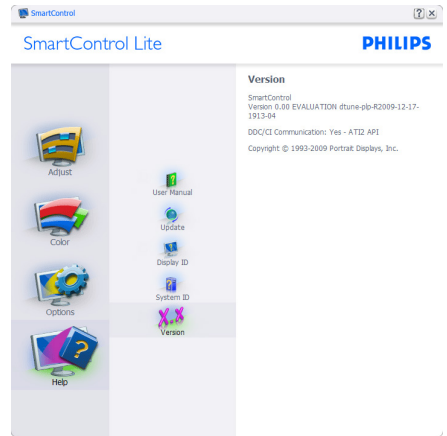 SmartControl
SmartControl Lite
PHILIPS
Adjust
Color
Options
Help
User Manual
Update
Display ID
System ID
X.X
Version
Version
SmartControl
Version 0.00 EVALUATION dtune-plp-R2009-12-17-
1913-04
DDC/CI Communication: Yes - ATI2 API
Copyright © 1993-2009 Portrait Displays, Inc.